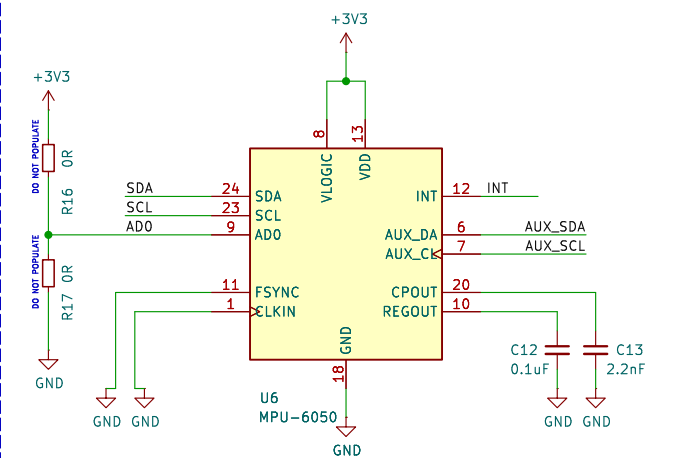 +3V3
+3V3
DO NOT POPULATE
0R
R16
DO NOT POPULATE
0R
R17
GND
SDA
SCL
AD0
24
23
9
11
1
SDA
SCL
AD0
FSYNC
CLKIN
8
13
VLOGIC
VDD
INT
AUX_DA
AUX_CL
CPOUT
REGOUT
12
6
7
20
10
INT
AUX_SDA
AUX_SCL
GND
18
U6
MPU-6050
GND
GND
GND
C12
0.1uF
C13
2.2nF
GND
GND